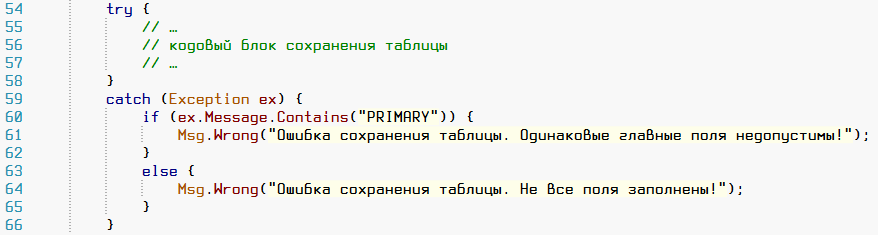 54 try {
55 // …
56 // кодовый блок сохранения таблицы
57 // …
58 }
59 catch (Exception ex) {
60 if (ex.Message.Contains("PRIMARY")) {
61 Msg.Wrong("Ошибка сохранения таблицы. Одинаковые главные поля недопустимы!");
62 }
63 else {
64 Msg.Wrong("Ошибка сохранения таблицы. Не все поля заполнены!");
65 }
66 }